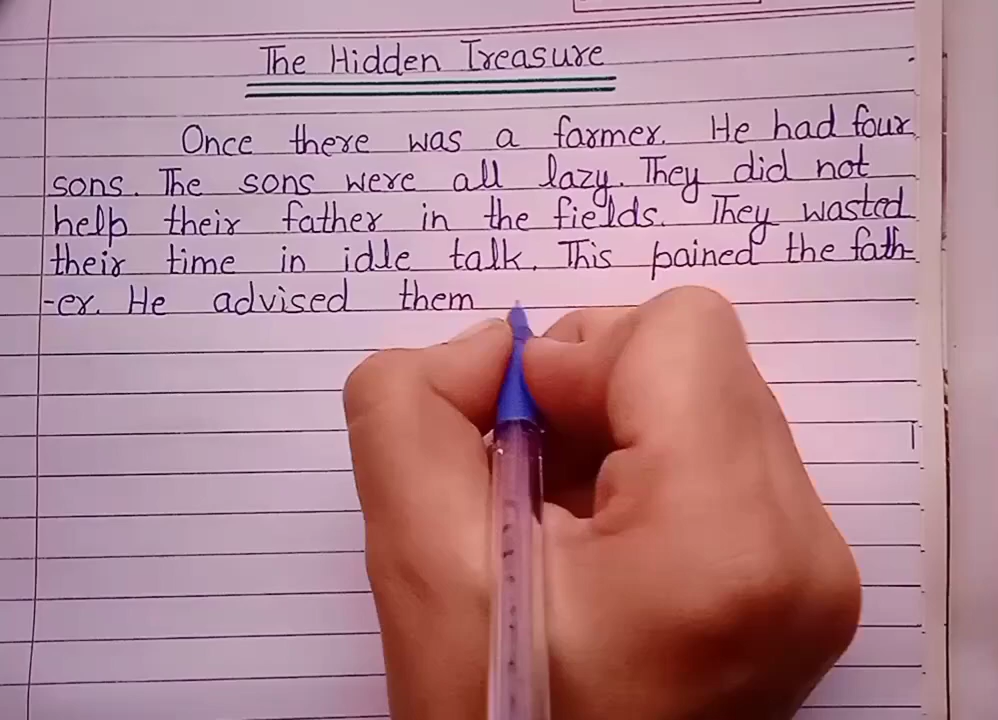 The Hidden Treasure
Once there was a farmer. He had four
sons. The sons were all lazy. They did not
help their father in the fields. They wasted
their time in idle talk. This pained the fath-
-er. He advised them